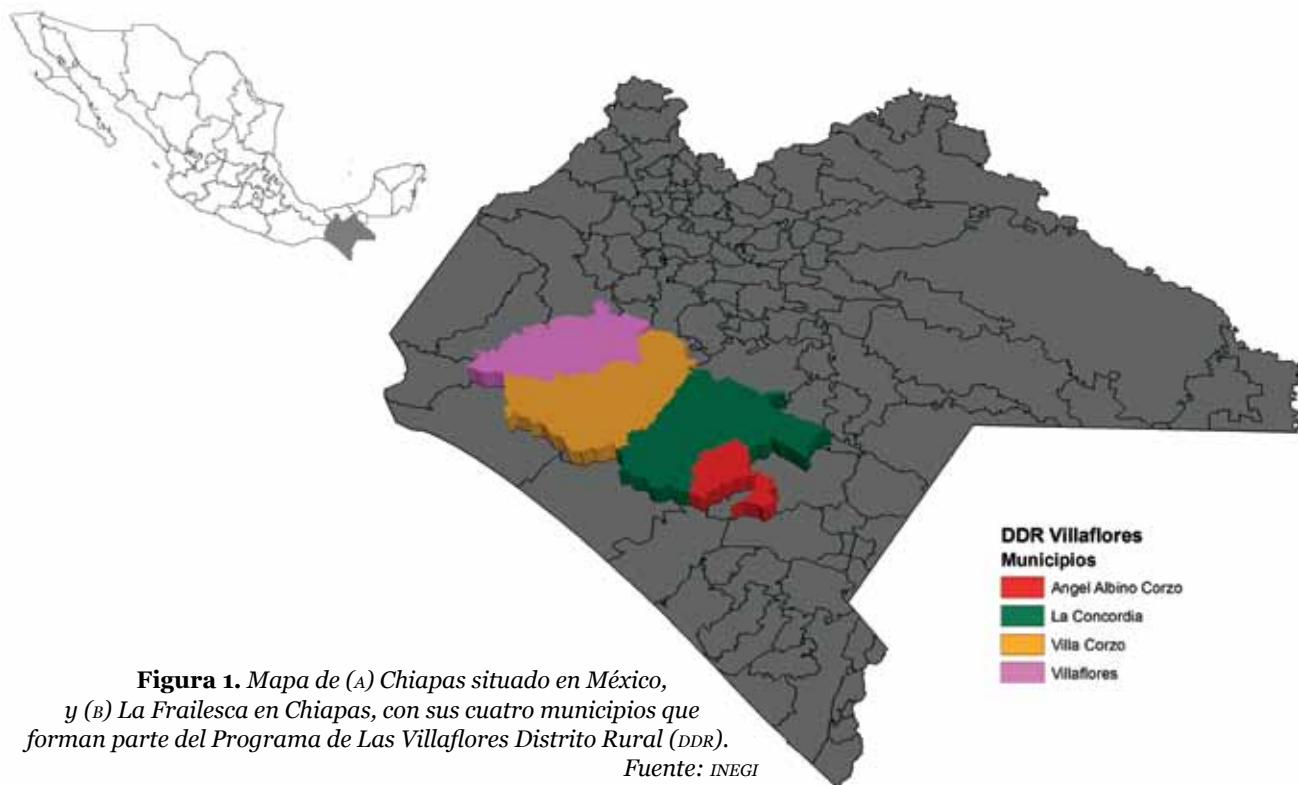 DDR Villaflores
Municipios
Angel Albino Corzo
La Concordia
Villa Corzo
Villaflores
Figura 1. Mapa de (A) Chiapas situado en México,
y (B) La Frailesca en Chiapas, con sus cuatro municipios que
forman parte del Programa de Las Villaflores Distrito Rural (DDR).
Fuente: INEGI